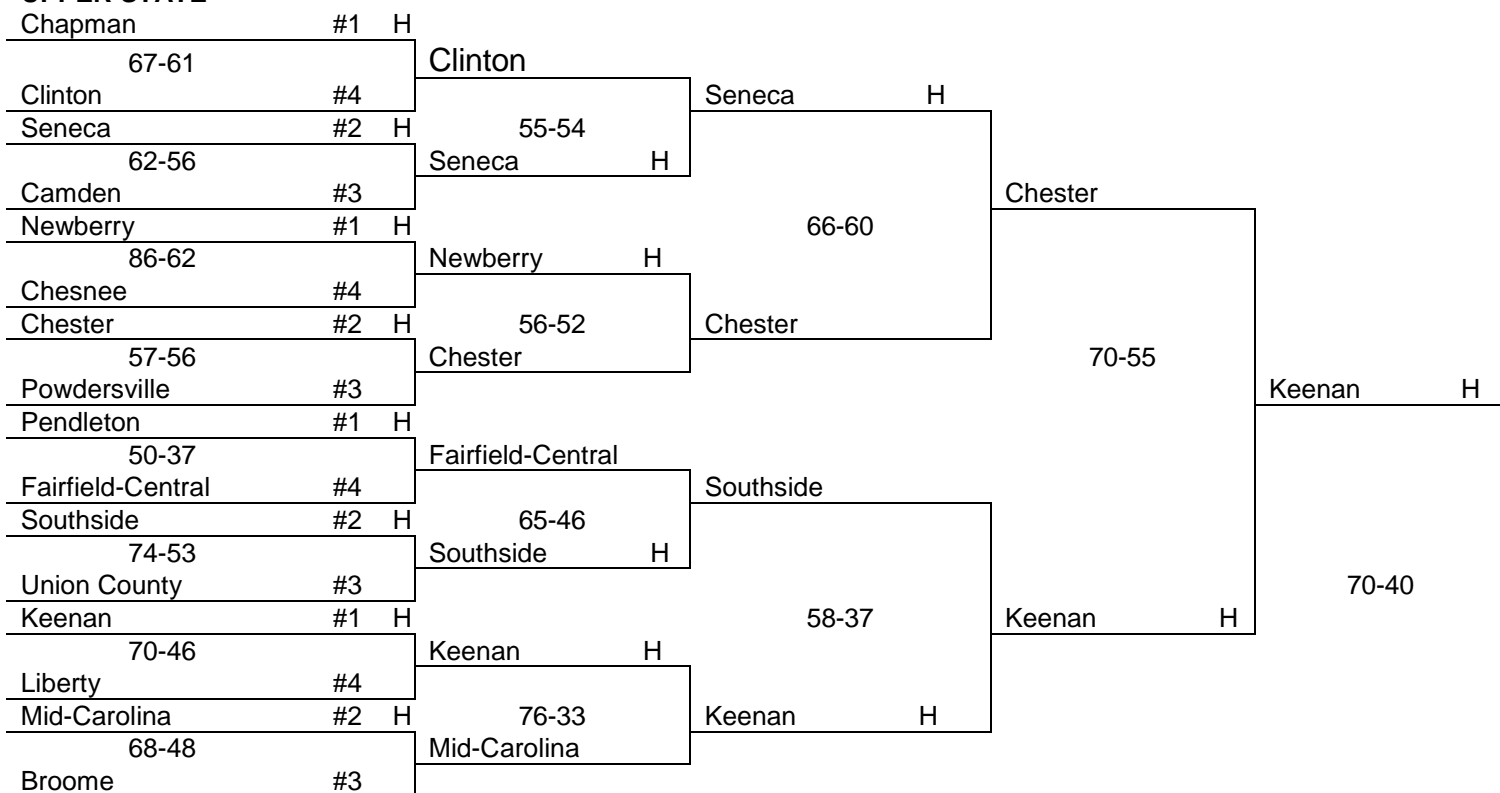 Chapman #1 H
67-61 Clinton
Clinton #4 Seneca H
Seneca #2 H 55-54
62-56 Seneca H
Camden #3 Chester
Newberry #1 H 66-60
86-62 Newberry H
Chesnee #4
Chester #2 H 56-52 Chester
57-56 Chester 70-55
Powdersville #3 Keenan H
Pendleton #1 H
50-37 Fairfield-Central
Fairfield-Central #4 Southside
Southside #2 H 65-46
74-53 Southside H
Union County #3 70-40
Keenan #1 H 58-37 Keenan H
70-46 Keenan H
Liberty #4
Mid-Carolina #2 H 76-33 Keenan H
68-48 Mid-Carolina
Broome #3